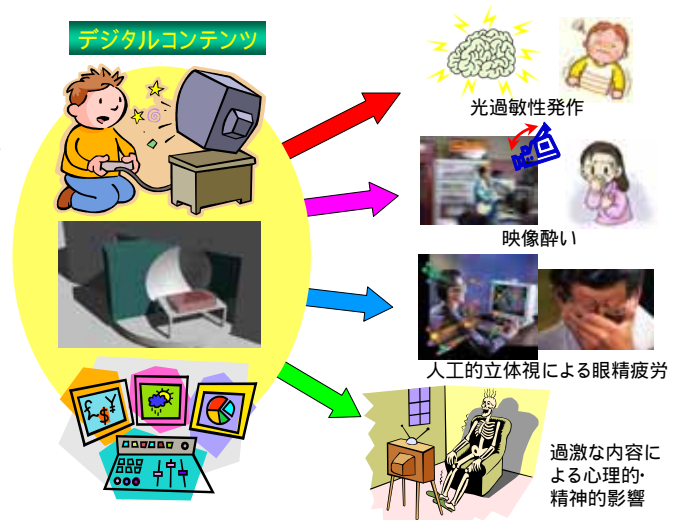 デジタルコンテンツ
光過敏性発作
映像酔い
人工的立体視による眼精疲労
過激な内容に
よる心理的・
精神的影響
£$¥